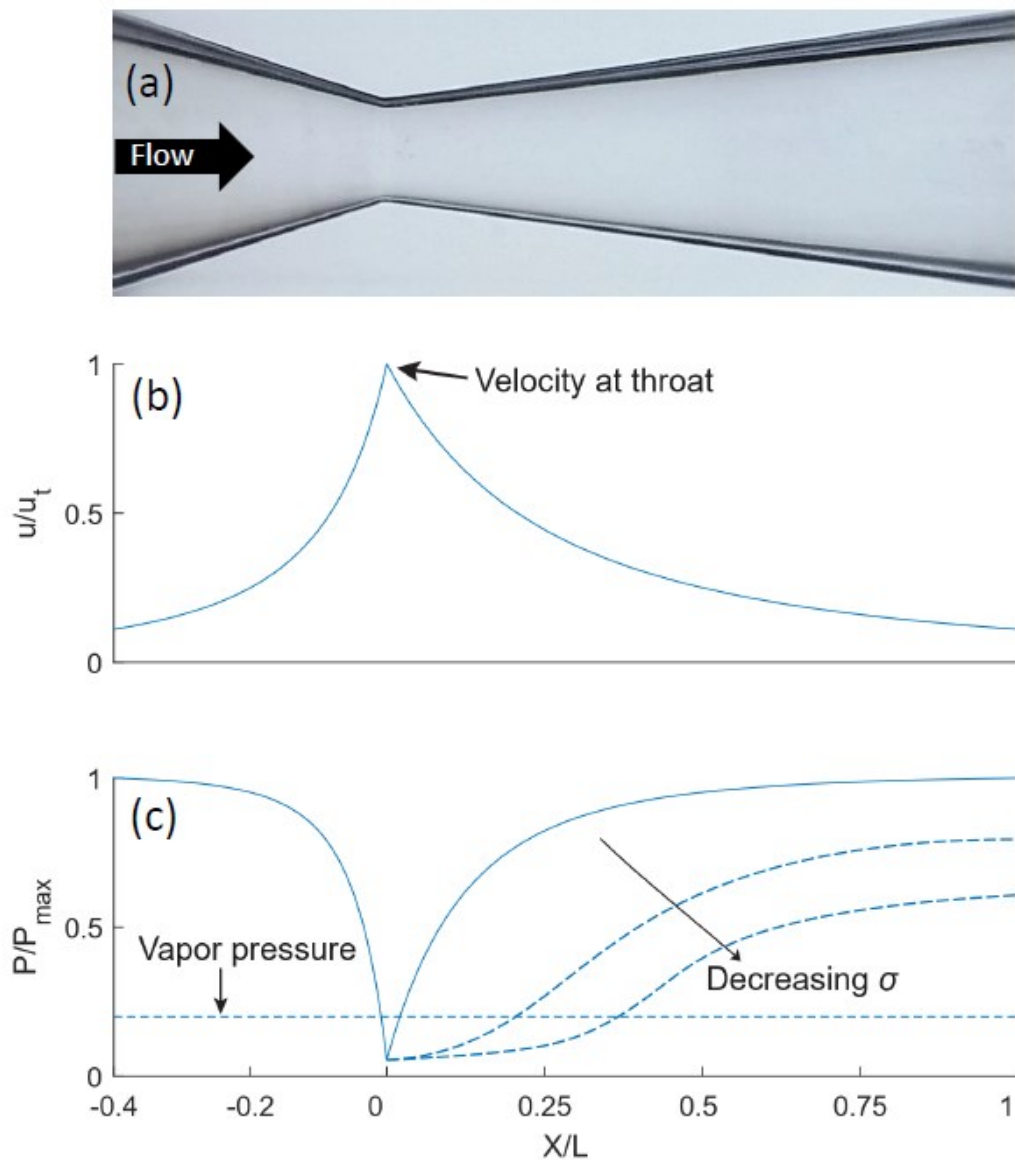 (a)
Flow
1
(b)
Velocity at throat
u/u_t
0.5
0
1
(c)
P/P_max
0.5
Vapor pressure
Decreasing σ
0
-0.4
-0.2
0
0.25
0.5
0.75
1
X/L